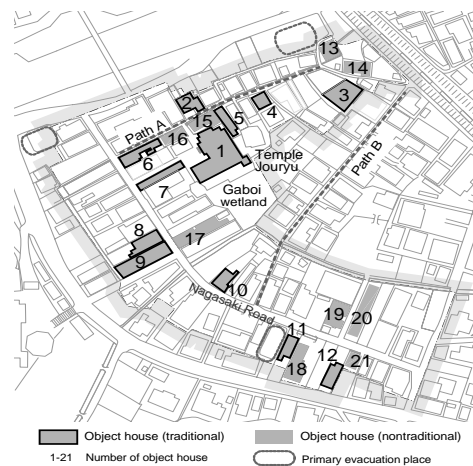 13
14
2
3
15
5
4
Path A
16
1
6
Temple
Jouryu
Path B
7
Gaboi
wetland
8
17
9
10
Nagasaki Road
19
20
11
12
21
18
Object house (traditional)
Object house (nontraditional)
1-21 Number of object house
Primary evacuation place